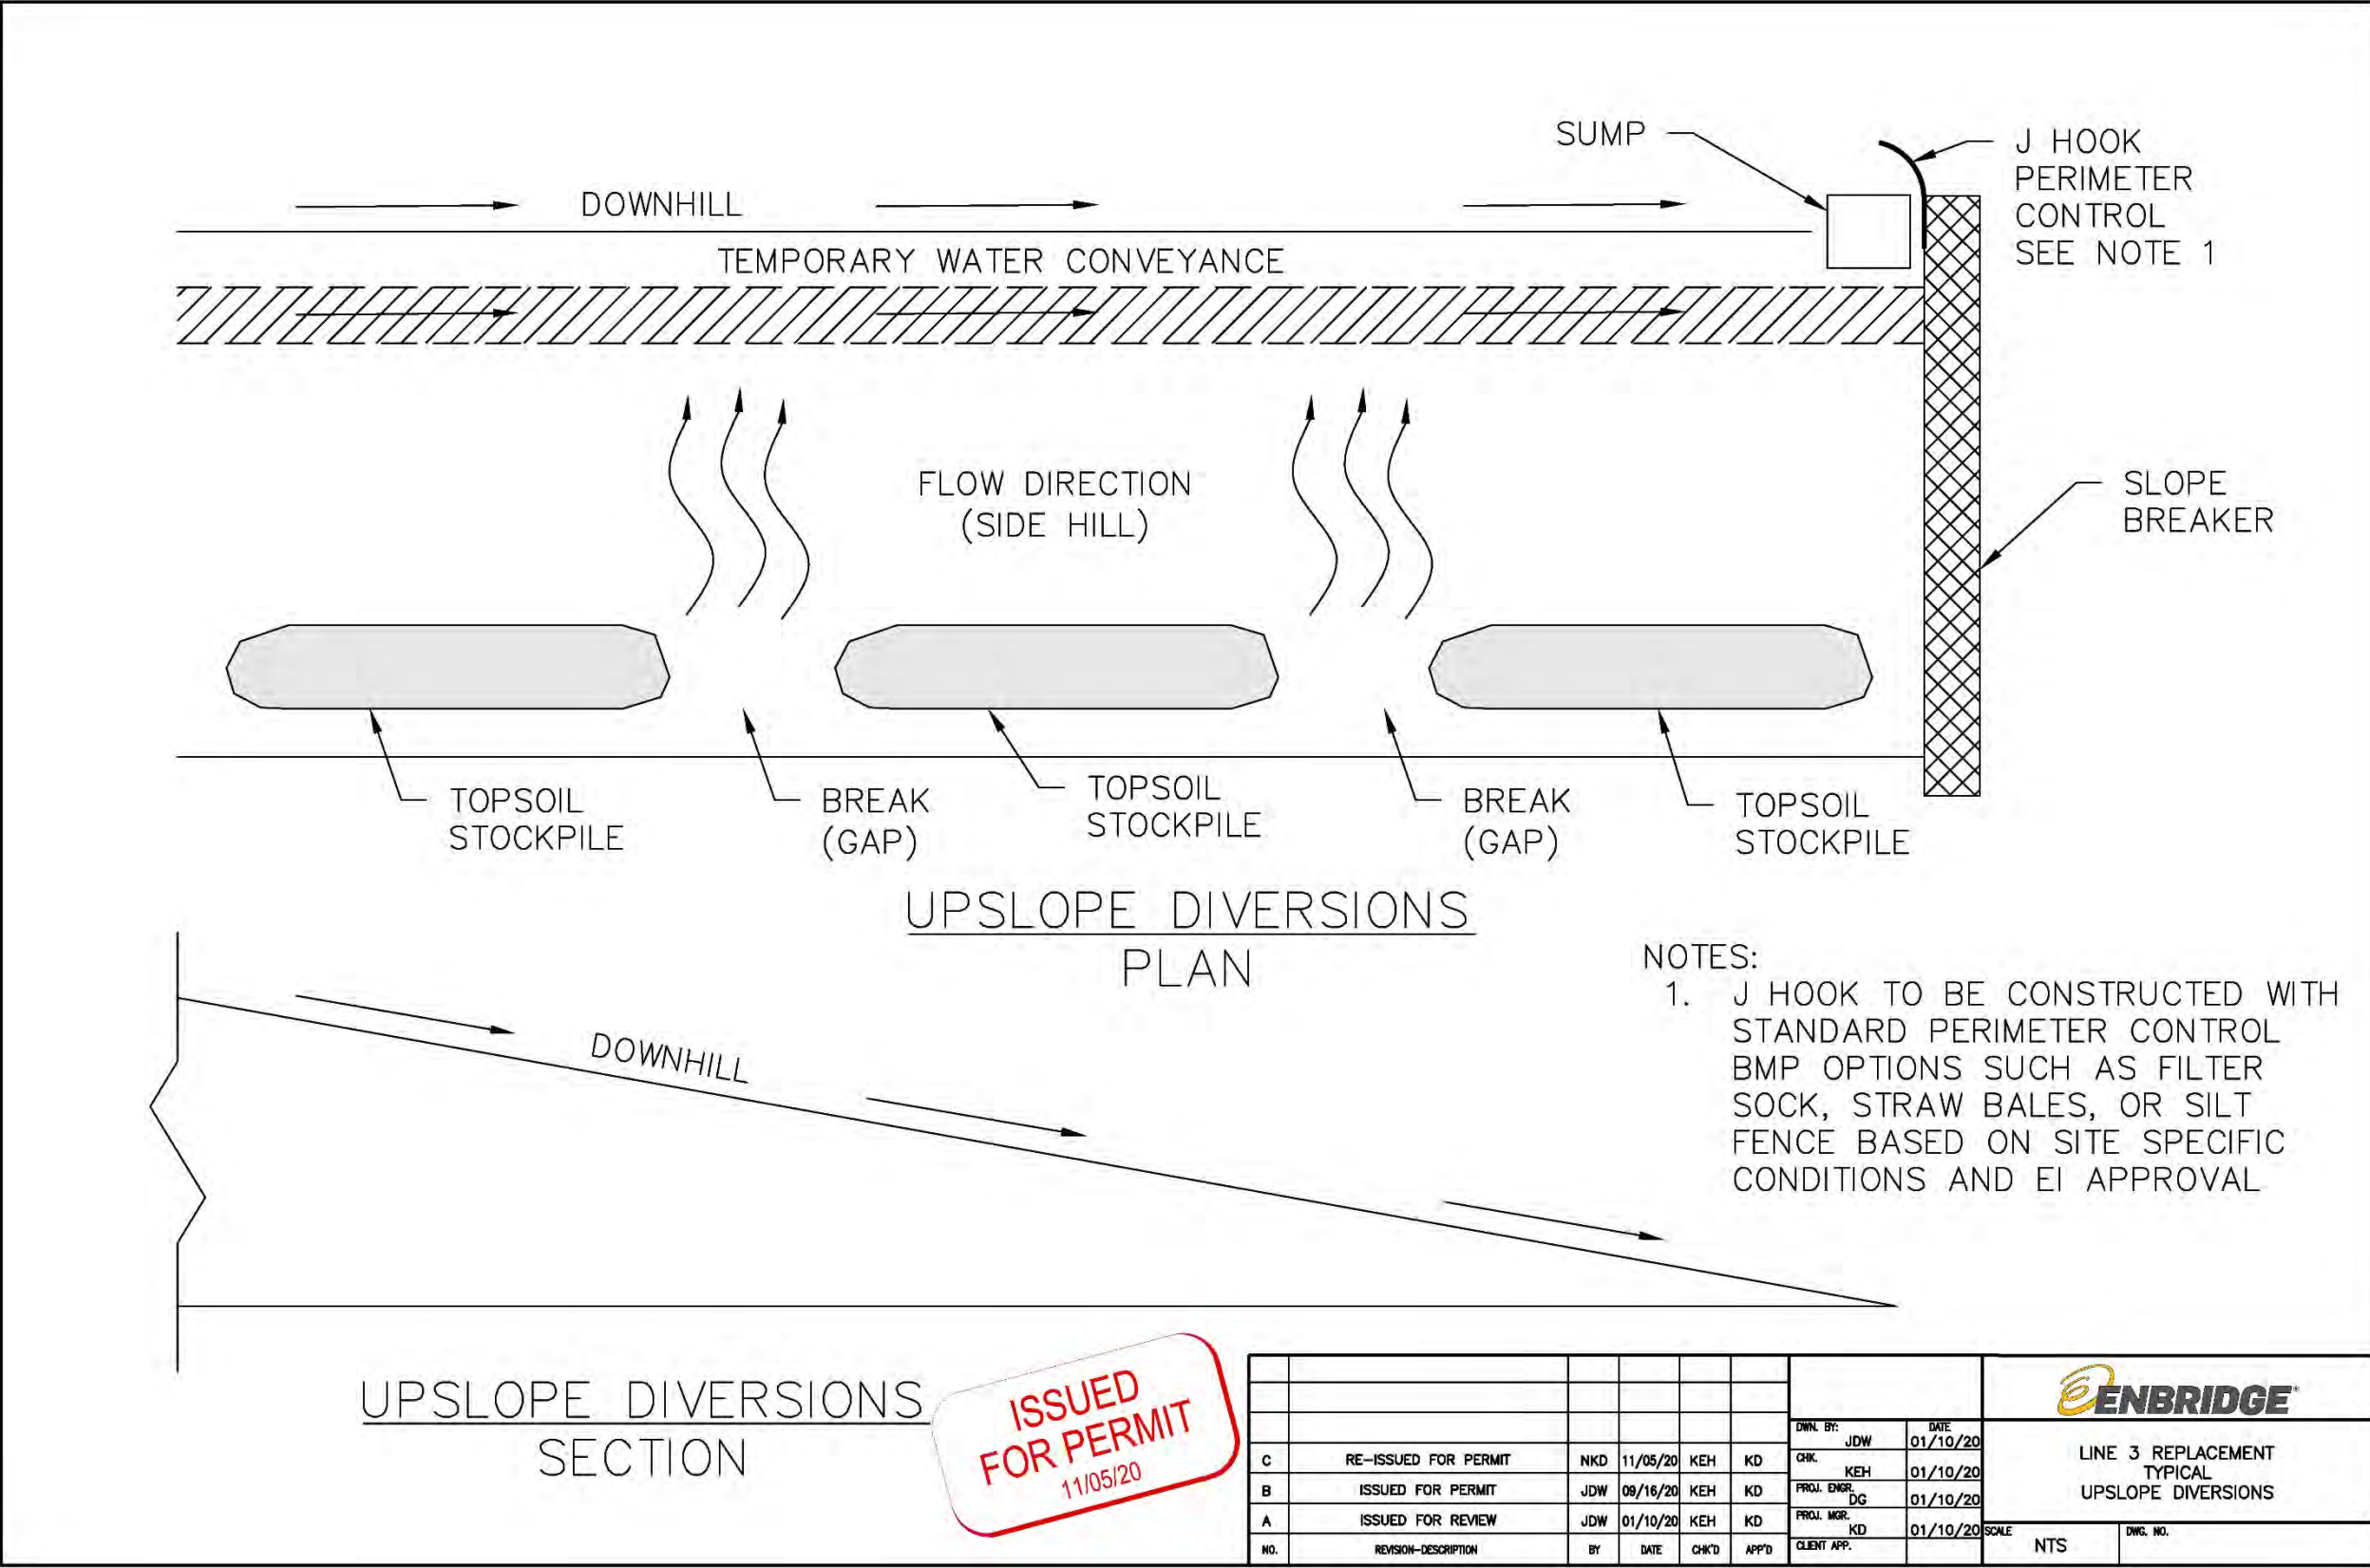 SUMP
J HOOK
PERIMETER
CONTROL
SEE NOTE 1
DOWNHILL
TEMPORARY WATER CONVEYANCE
FLOW DIRECTION
(SIDE HILL)
SLOPE
BREAKER
TOPSOIL
STOCKPILE
BREAK
(GAP)
TOPSOIL
STOCKPILE
BREAK
(GAP)
TOPSOIL
STOCKPILE
UPSLOPE DIVERSIONS
PLAN
NOTES:
1. J HOOK TO BE CONSTRUCTED WITH
STANDARD PERIMETER CONTROL
BMP OPTIONS SUCH AS FILTER
SOCK, STRAW BALES, OR SILT
FENCE BASED ON SITE SPECIFIC
CONDITIONS AND EI APPROVAL
DOWNHILL
UPSLOPE DIVERSIONS
SECTION
ISSUED
FOR PERMIT
11/05/20
C RE-ISSUED FOR PERMIT NKD 11/05/20 KEH KD
B ISSUED FOR PERMIT JDW 09/16/20 KEH KD
A ISSUED FOR REVIEW JDW 01/10/20 KEH KD
NO. REVISION-DESCRIPTION BY DATE CHK'D APP'D
DWN. BY: JDW DATE 01/10/20
CHK. KEH 01/10/20
PROJ. ENGR. DG 01/10/20
PROJ. MGR. KD 01/10/20
CLIENT APP.
ENBRIDGE
LINE 3 REPLACEMENT
TYPICAL
UPSLOPE DIVERSIONS
SCALE NTS
DWG. NO.